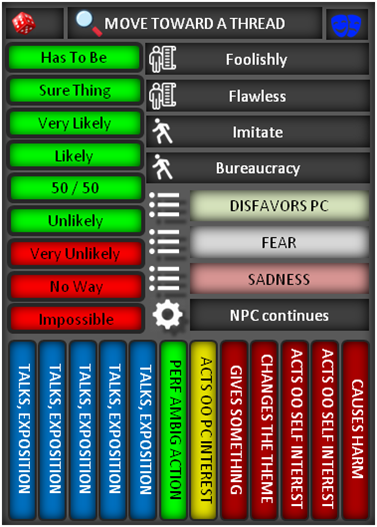 MOVE TOWARD A THREAD
Has To Be
Foolishly
Sure Thing
Flawless
Very Likely
Imitate
Likely
Bureaucracy
50 / 50
DISFAVORS PC
Unlikely
FEAR
Very Unlikely
SADNESS
No Way
NPC continues
Impossible
TALKS, EXPOSITION
TALKS, EXPOSITION
TALKS, EXPOSITION
TALKS, EXPOSITION
TALKS, EXPOSITION
PERF AMBIG ACTION
ACTS OO PC INTEREST
GIVES SOMETHING
CHANGES THE THEME
ACTS OO SELF INTEREST
ACTS OO SELF INTEREST
CAUSES HARM